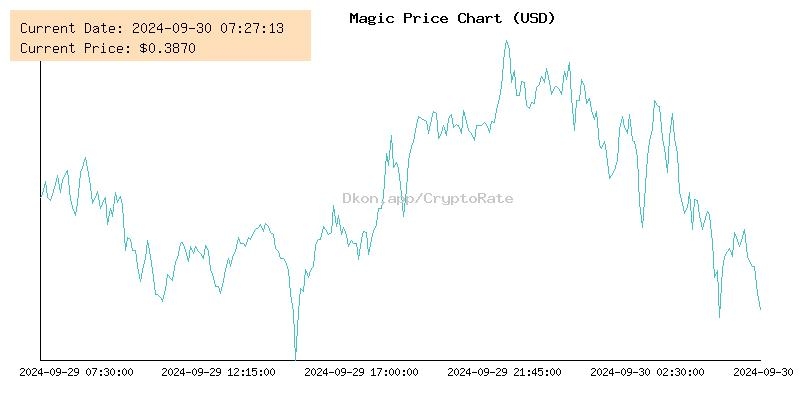 Magic Price Chart (USD)
Current Date: 2024-09-30 07:27:13
Current Price: $0.3870
Dkon.app/CryptoRate
2024-09-29 07:30:00 2024-09-29 12:15:00 2024-09-29 17:00:00 2024-09-29 21:45:00 2024-09-30 02:30:00 2024-09-30